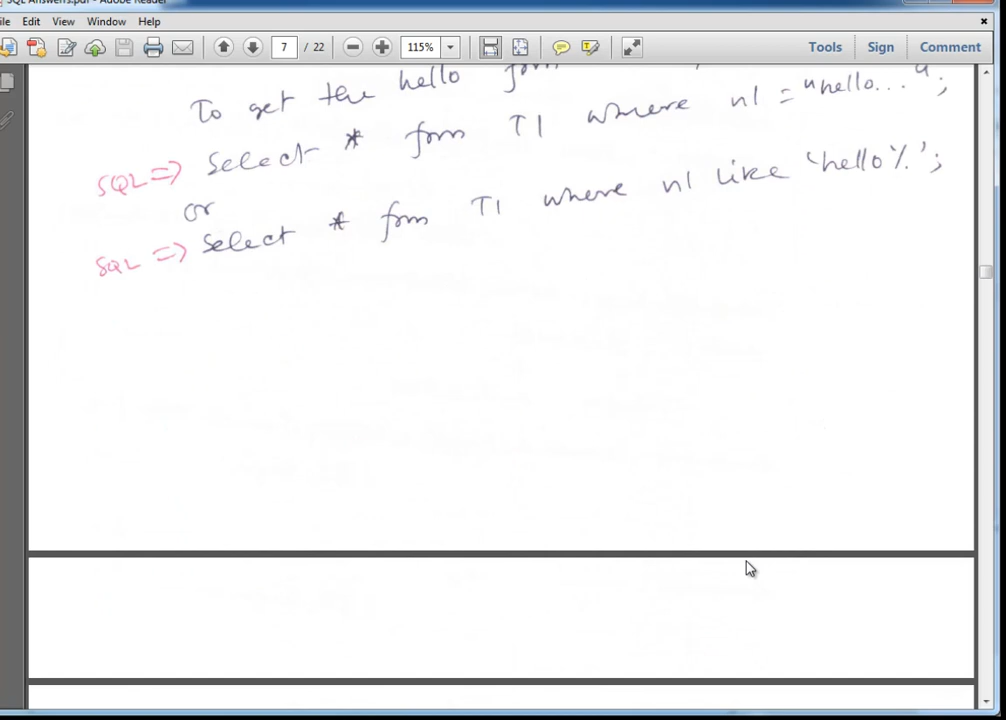 SQL Answers.pdf - Adobe Reader
ile Edit View Window Help
7 / 22 115% Tools Sign Comment
To get the hello
SQL => Select * from T1 where n1 = "hello...";
or
SQL => Select * from T1 where n1 like 'hello%';